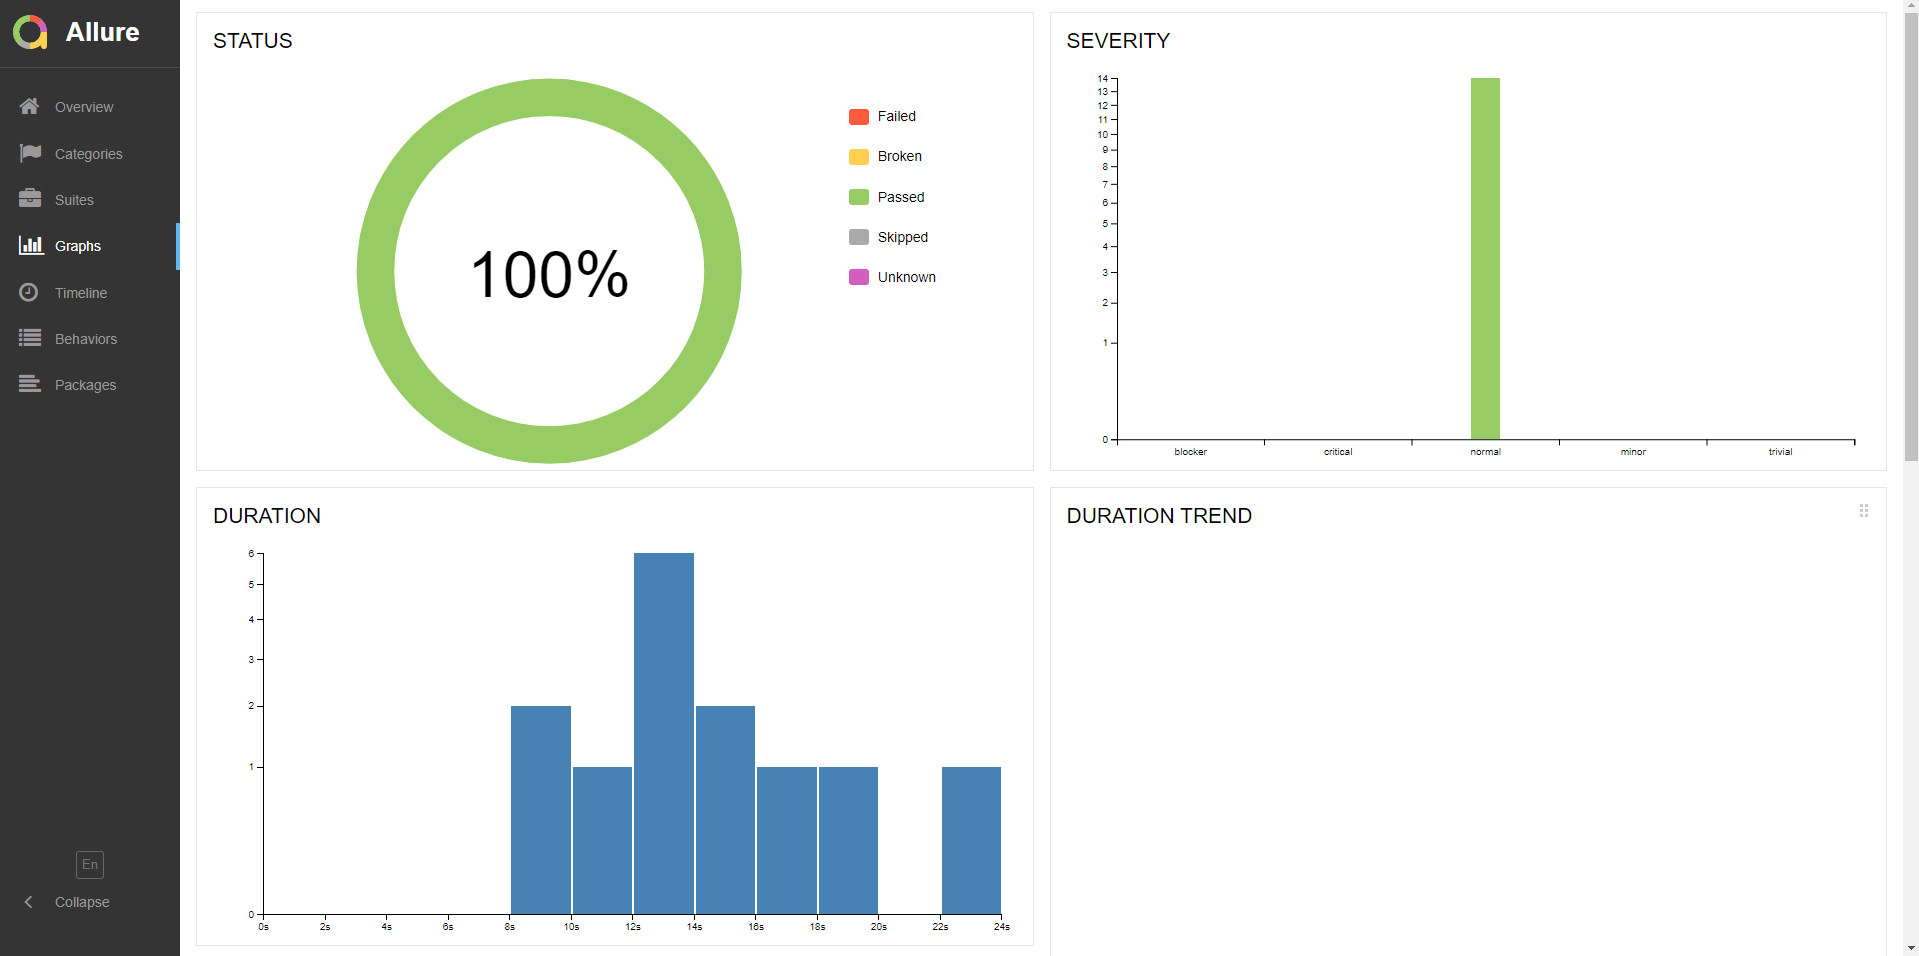 Allure
Overview
Categories
Suites
Graphs
Timeline
Behaviors
Packages
En
Collapse
STATUS
100%
Failed
Broken
Passed
Skipped
Unknown
SEVERITY
14
13
12
11
10
9
8
7
6
5
4
3
2
1
0
blocker critical normal minor trivial
DURATION
6
5
4
3
2
1
0
0s 2s 4s 6s 8s 10s 12s 14s 16s 18s 20s 22s 24s
DURATION TREND